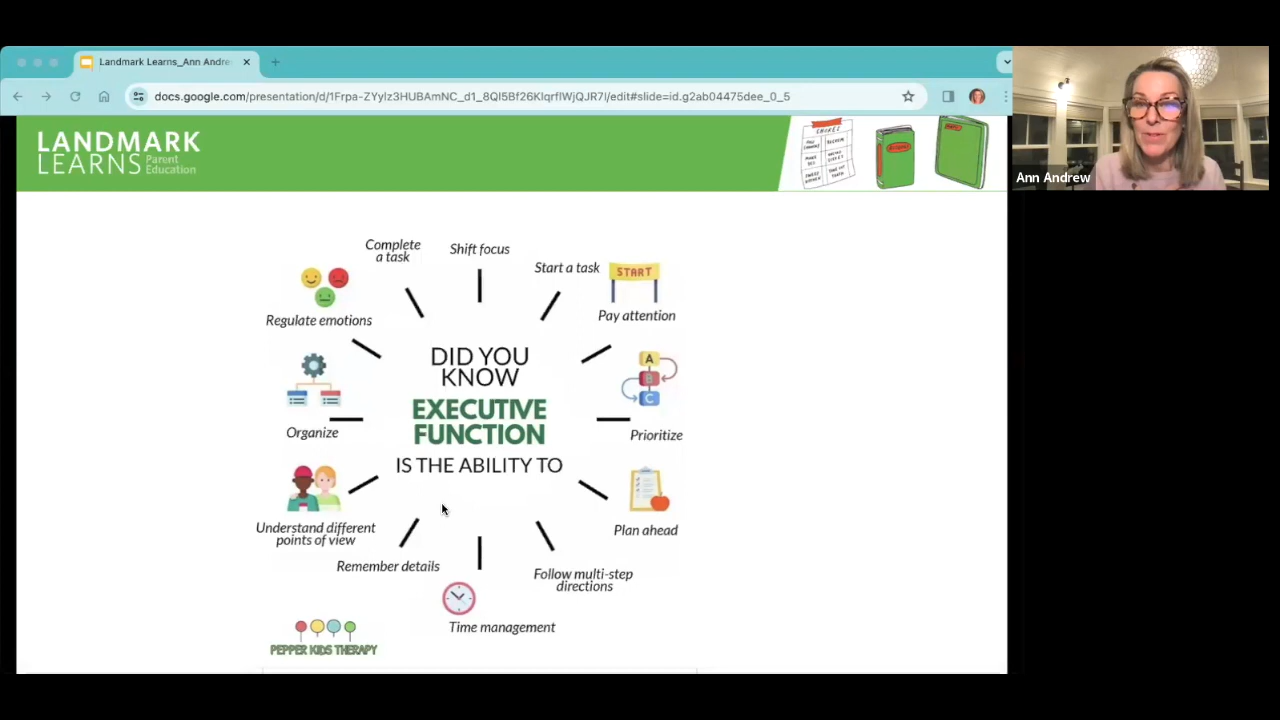 Landmark Learns_Ann Andre
docs.google.com/presentation/d/1Frpa-ZYylz3HUBAmNC_d1_8Ql5Bf26KlqrflWjQJR7I/edit#slide=id.g2ab04475dee_0_5
LANDMARK
LEARNS Parent
Education
CHORES
Ann Andrew
Complete
a task
Shift focus
Start a task
START
Pay attention
Regulate emotions
DID YOU
KNOW
EXECUTIVE
FUNCTION
IS THE ABILITY TO
A
B
C
Organize
Prioritize
Understand different
points of view
Plan ahead
Remember details
Follow multi-step
directions
Time management
PEPPER KIDS THERAPY